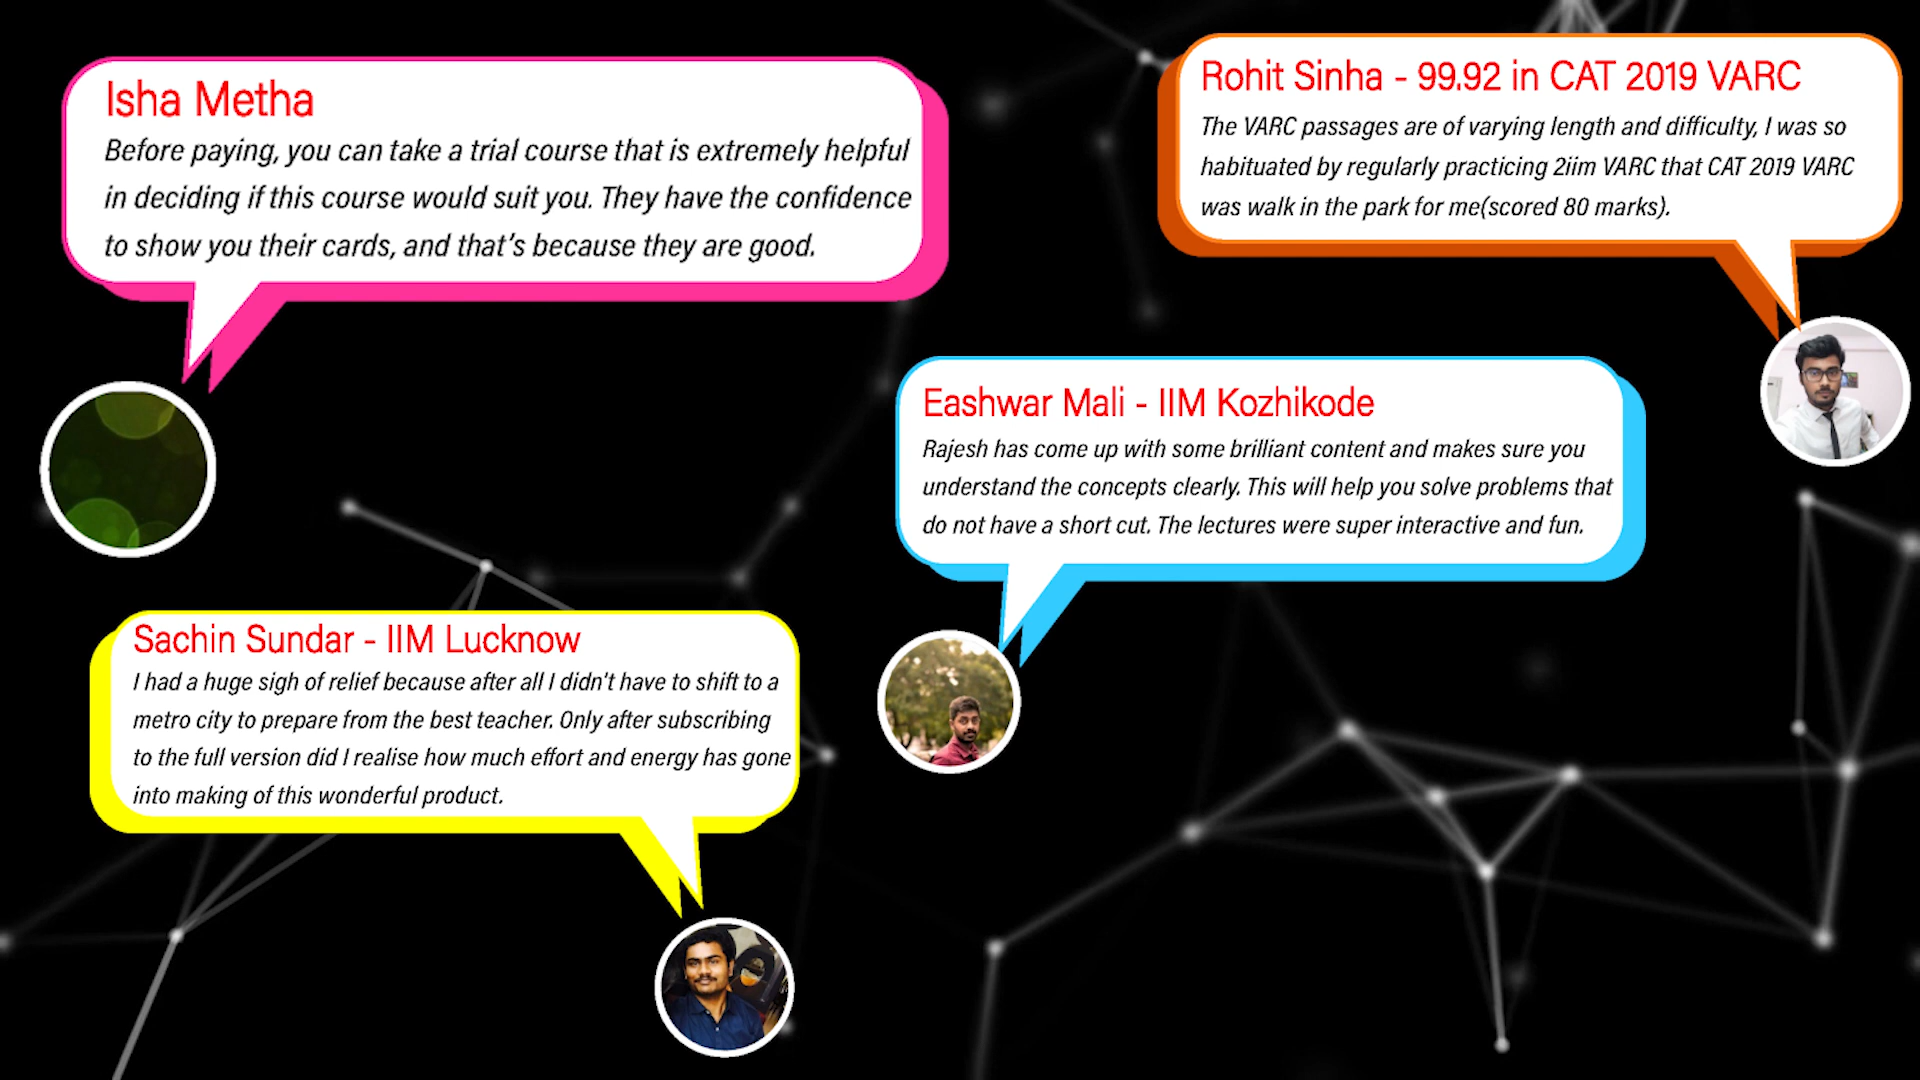 Isha Metha
Before paying, you can take a trial course that is extremely helpful
in deciding if this course would suit you. They have the confidence
to show you their cards, and that's because they are good.
Rohit Sinha - 99.92 in CAT 2019 VARC
The VARC passages are of varying length and difficulty, I was so
habituated by regularly practicing 2iim VARC that CAT 2019 VARC
was walk in the park for me(scored 80 marks).
Eashwar Mali - IIM Kozhikode
Rajesh has come up with some brilliant content and makes sure you
understand the concepts clearly. This will help you solve problems that
do not have a short cut. The lectures were super interactive and fun.
Sachin Sundar - IIM Lucknow
I had a huge sigh of relief because after all I didn't have to shift to a
metro city to prepare from the best teacher. Only after subscribing
to the full version did I realise how much effort and energy has gone
into making of this wonderful product.